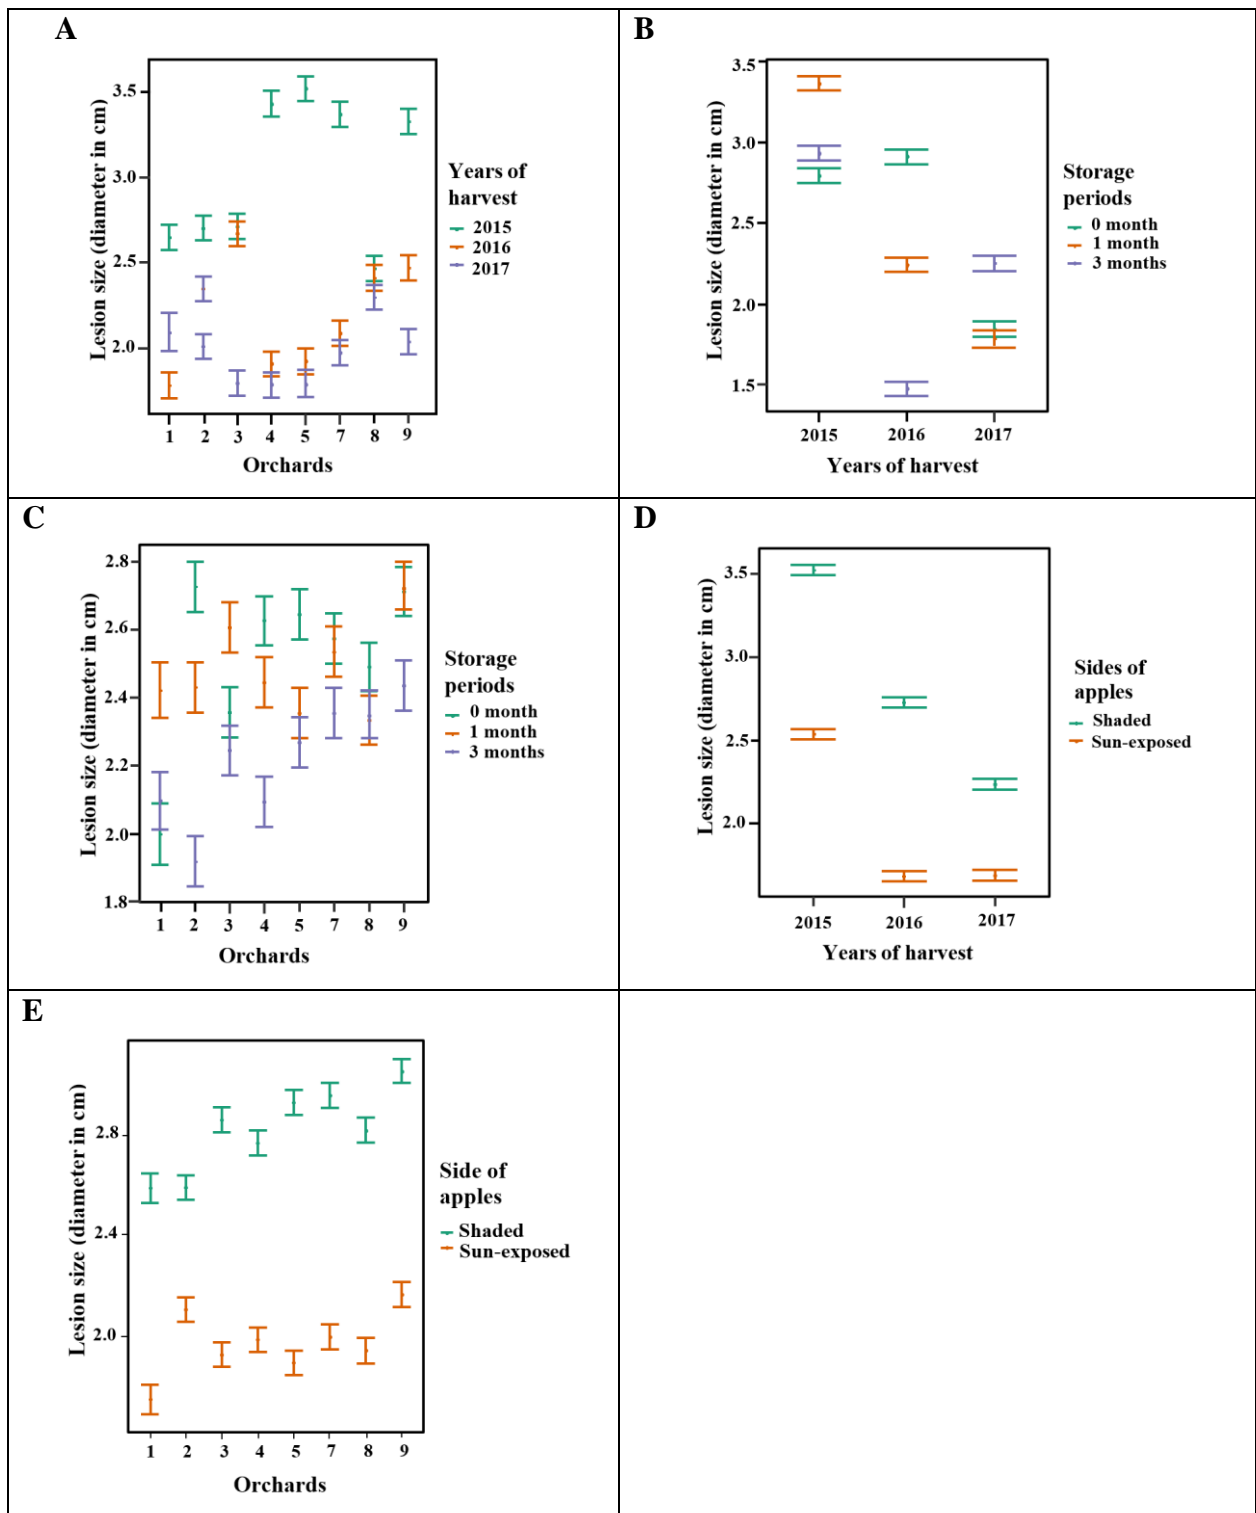 A
Lesion size (diameter in cm)
3.5
3.0
2.5
2.0
1 2 3 4 5 7 8 9
Orchards
Years of
harvest
2015
2016
2017
B
Lesion size (diameter in cm)
3.5
3.0
2.5
2.0
1.5
2015 2016 2017
Years of harvest
Storage
periods
0 month
1 month
3 months
C
Lesion size (diameter in cm)
2.8
2.6
2.4
2.2
2.0
1.8
1 2 3 4 5 7 8 9
Orchards
Storage
periods
0 month
1 month
3 months
D
Lesion size (diameter in cm)
3.5
3.0
2.5
2.0
2015 2016 2017
Years of harvest
Sides of
apples
Shaded
Sun-exposed
E
Lesion size (diameter in cm)
2.8
2.4
2.0
1 2 3 4 5 7 8 9
Orchards
Side of
apples
Shaded
Sun-exposed